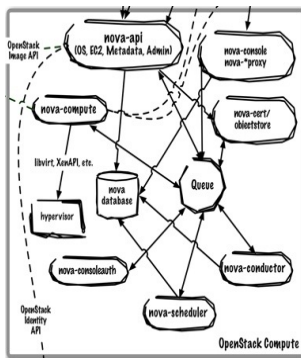 OpenStack
Image API
nova-api
(OS, EC2, Metadata, Admin)
nova-console
nova-*proxy
nova-compute
nova-cert/
objectstore
libvirt, XenAPI, etc.
nova
database
Queue
hypervisor
nova-consoleauth
nova-conductor
nova-scheduler
OpenStack
Identity
API
OpenStack Compute